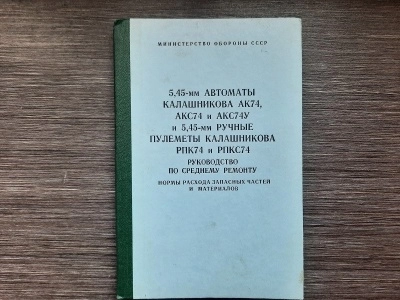 МИНИСТЕРСТВО ОБОРОНЫ СССР
5,45-мм АВТОМАТЫ
КАЛАШНИКОВА АК74,
АКС74 и АКС74У
и 5,45-мм РУЧНЫЕ
ПУЛЕМЕТЫ КАЛАШНИКОВА
РПК74 и РПКС74
РУКОВОДСТВО
ПО СРЕДНЕМУ РЕМОНТУ
НОРМЫ РАСХОДА ЗАПАСНЫХ ЧАСТЕЙ
И МАТЕРИАЛОВ